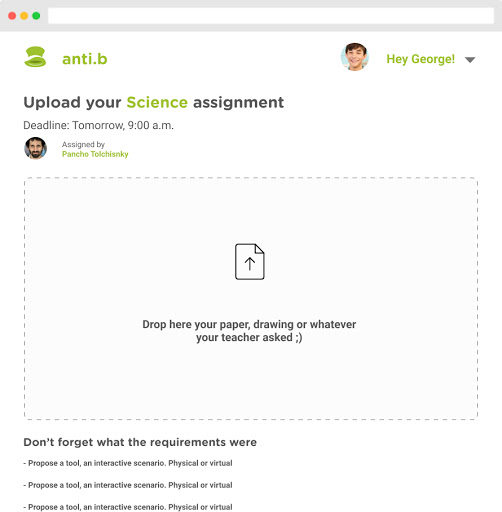 anti.b
Hey George!
Upload your Science assignment
Deadline: Tomorrow, 9:00 a.m.
Assigned by
Pancho Tolchisnky
Drop here your paper, drawing or whatever
your teacher asked ;)
Don't forget what the requirements were
- Propose a tool, an interactive scenario. Physical or virtual
- Propose a tool, an interactive scenario. Physical or virtual
- Propose a tool, an interactive scenario. Physical or virtual